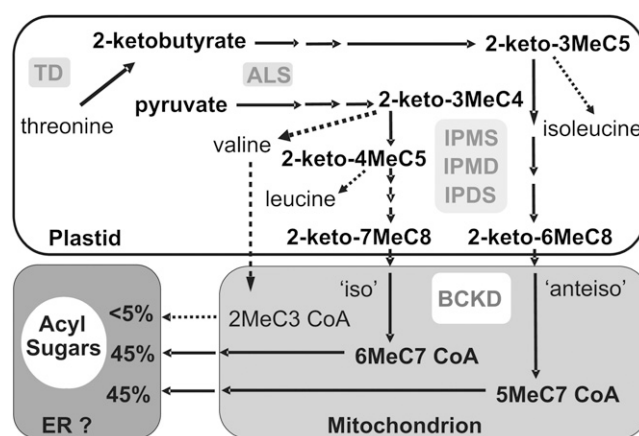 2-ketobutyrate
2-keto-3MeC5
TD
ALS
pyruvate
2-keto-3MeC4
threonine
isoleucine
valine
IPMS
2-keto-4MeC5
IPMD
leucine
IPDS
Plastid
2-keto-7MeC8
2-keto-6MeC8
'iso'
BCKD
'anteiso'
Acyl
Sugars
<5%
2MeC3 CoA
45%
6MeC7 CoA
45%
5MeC7 CoA
ER ?
Mitochondrion